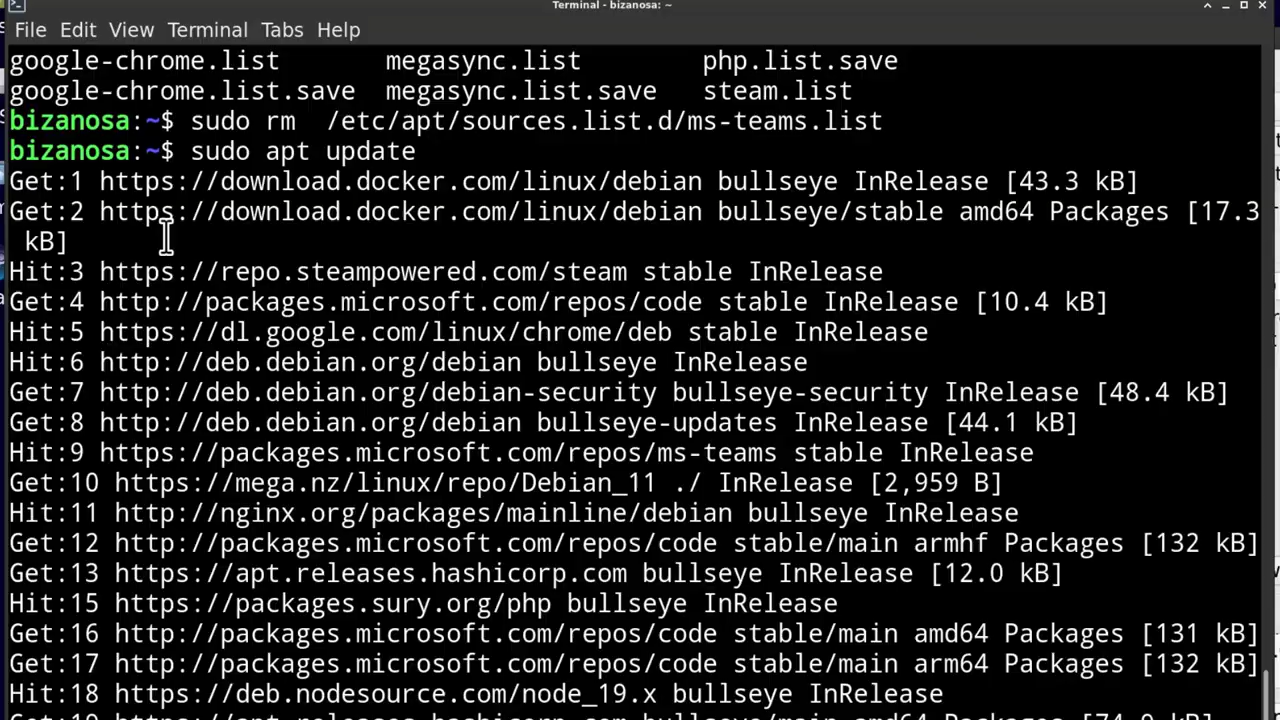 Terminal - bizanosa: ~
File Edit View Terminal Tabs Help
google-chrome.list megasync.list php.list.save
google-chrome.list.save megasync.list.save steam.list
bizanosa:~$ sudo rm  /etc/apt/sources.list.d/ms-teams.list
bizanosa:~$ sudo apt update
Get:1 https://download.docker.com/linux/debian bullseye InRelease [43.3 kB]
Get:2 https://download.docker.com/linux/debian bullseye/stable amd64 Packages [17.3
 kB]
Hit:3 https://repo.steampowered.com/steam stable InRelease
Get:4 http://packages.microsoft.com/repos/code stable InRelease [10.4 kB]
Hit:5 https://dl.google.com/linux/chrome/deb stable InRelease
Hit:6 http://deb.debian.org/debian bullseye InRelease
Get:7 http://deb.debian.org/debian-security bullseye-security InRelease [48.4 kB]
Get:8 http://deb.debian.org/debian bullseye-updates InRelease [44.1 kB]
Hit:9 https://packages.microsoft.com/repos/ms-teams stable InRelease
Get:10 https://mega.nz/linux/repo/Debian_11 ./ InRelease [2,959 B]
Hit:11 http://nginx.org/packages/mainline/debian bullseye InRelease
Get:12 http://packages.microsoft.com/repos/code stable/main armhf Packages [132 kB]
Get:13 https://apt.releases.hashicorp.com bullseye InRelease [12.0 kB]
Hit:15 https://packages.sury.org/php bullseye InRelease
Get:16 http://packages.microsoft.com/repos/code stable/main amd64 Packages [131 kB]
Get:17 http://packages.microsoft.com/repos/code stable/main arm64 Packages [132 kB]
Hit:18 https://deb.nodesource.com/node_19.x bullseye InRelease